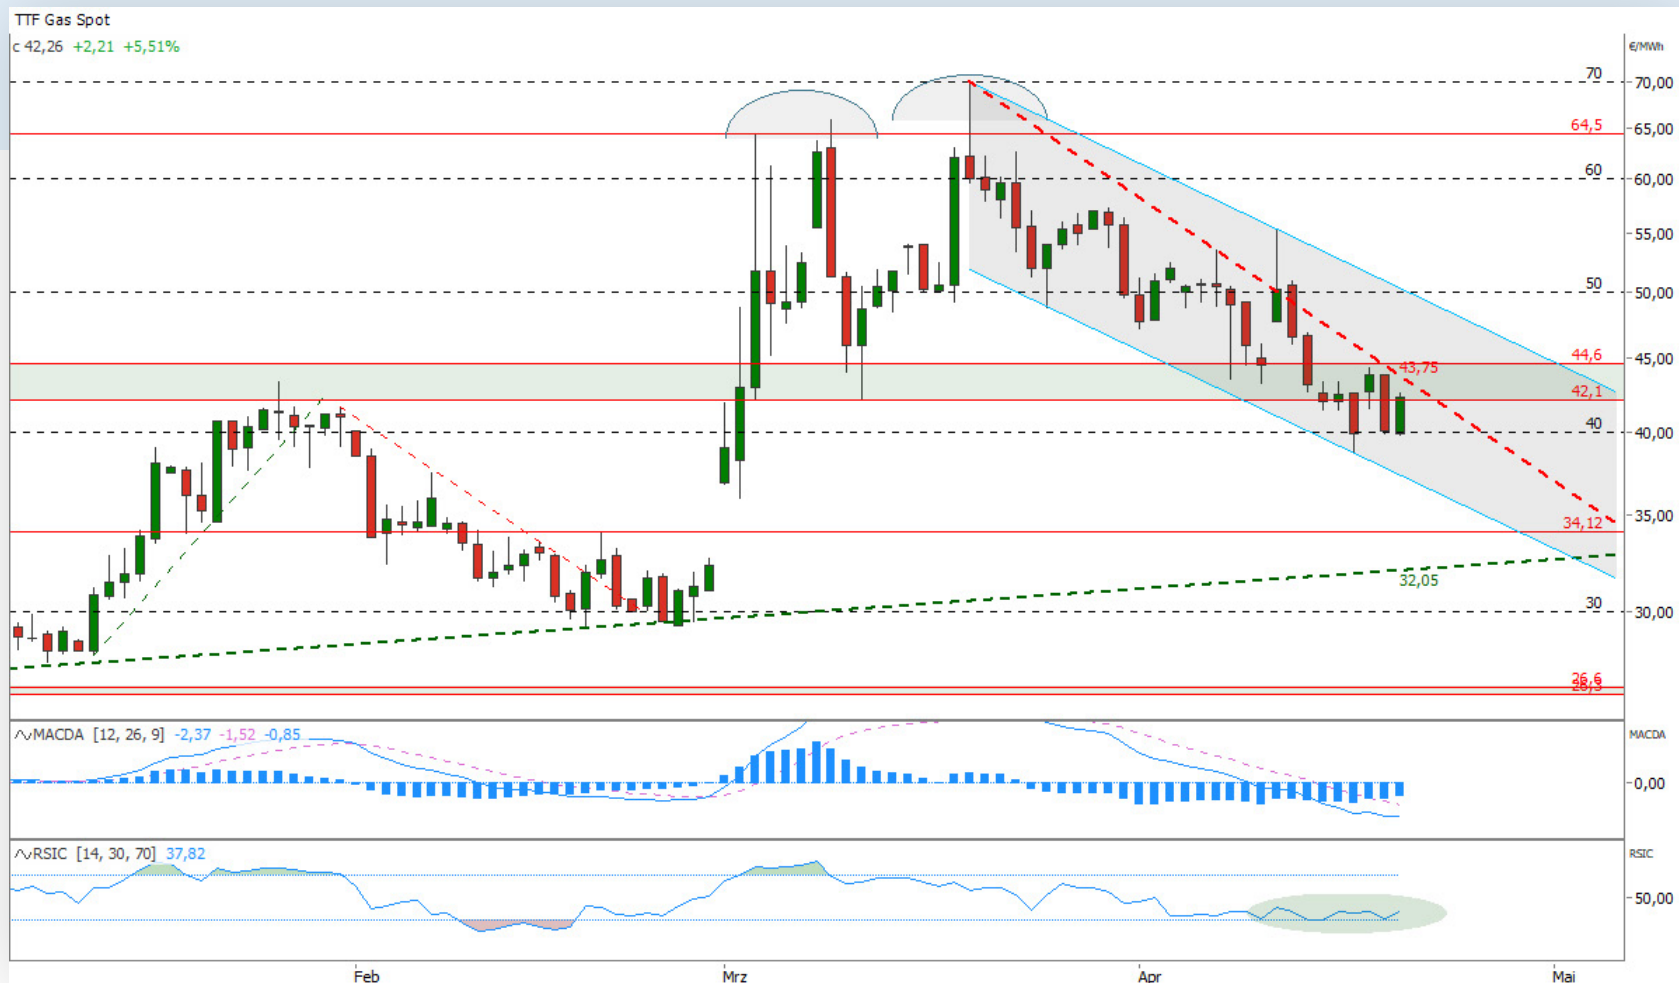 TTF Gas Spot
c 42,26 +2,21 +5,51%
€/MWh
70 70,00
64,5 65,00
60 60,00
55,00
50 50,00
44,6 45,00
43,75
42,1
40 40,00
35,00
34,12
32,05
30 30,00
26,6
MACDA [12, 26, 9] -2,37 -1,52 -0,85 MACDA
0,00
RSIC [14, 30, 70] 37,82 RSIC
50,00
Feb Mrz Apr Mai